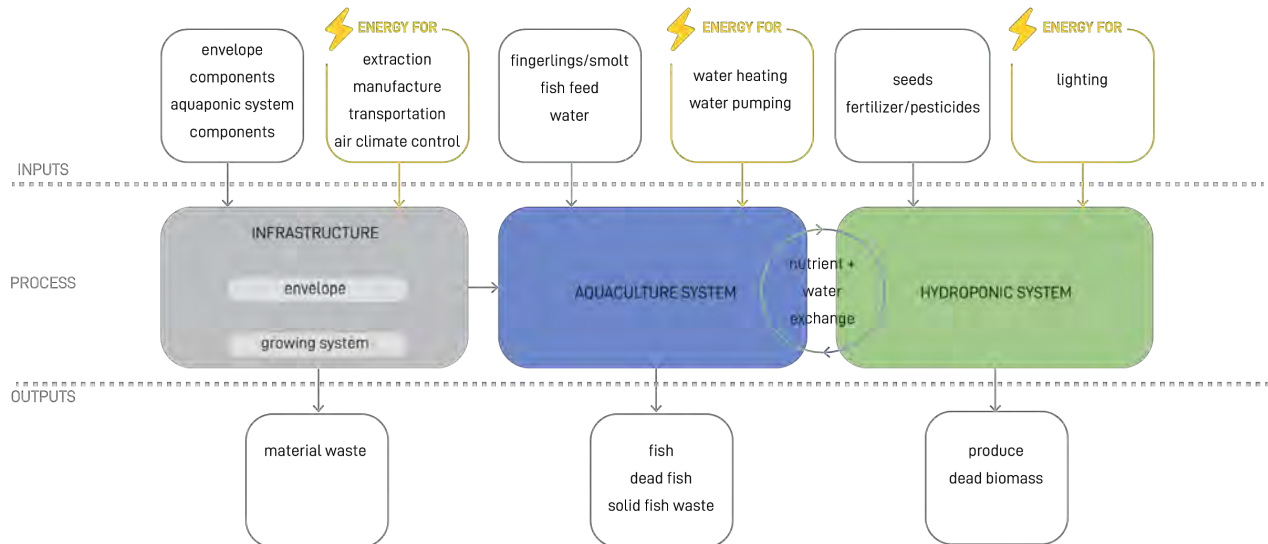 ENERGY FOR
ENERGY FOR
ENERGY FOR
envelope
components
aquaponic system
components
extraction
manufacture
transportation
air climate control
fingerlings/smolt
fish feed
water
water heating
water pumping
seeds
fertilizer/pesticides
lighting
INPUTS
PROCESS
INFRASTRUCTURE
envelope
growing system
AQUACULTURE SYSTEM
nutrient +
water
exchange
HYDROPONIC SYSTEM
OUTPUTS
material waste
fish
dead fish
solid fish waste
produce
dead biomass